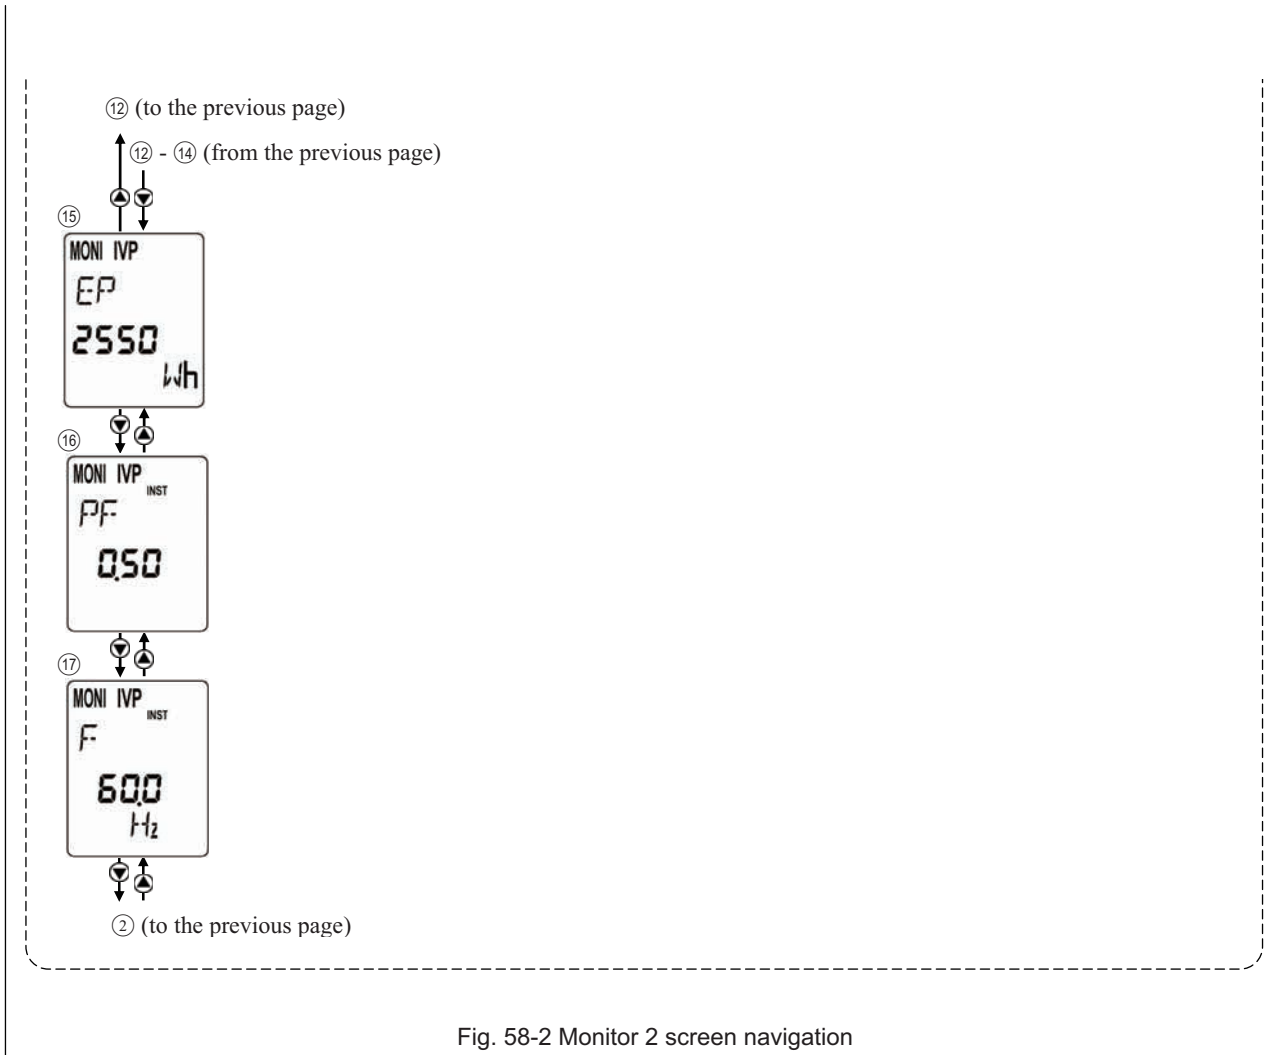 ⑫ (to the previous page)
⑫ - ⑭ (from the previous page)
⑮
MONI IVP
EP
2550
Wh
⑯
MONI IVP
INST
PF
0.50
⑰
MONI IVP
INST
F
60.0
Hz
② (to the previous page)
Fig. 58-2 Monitor 2 screen navigation